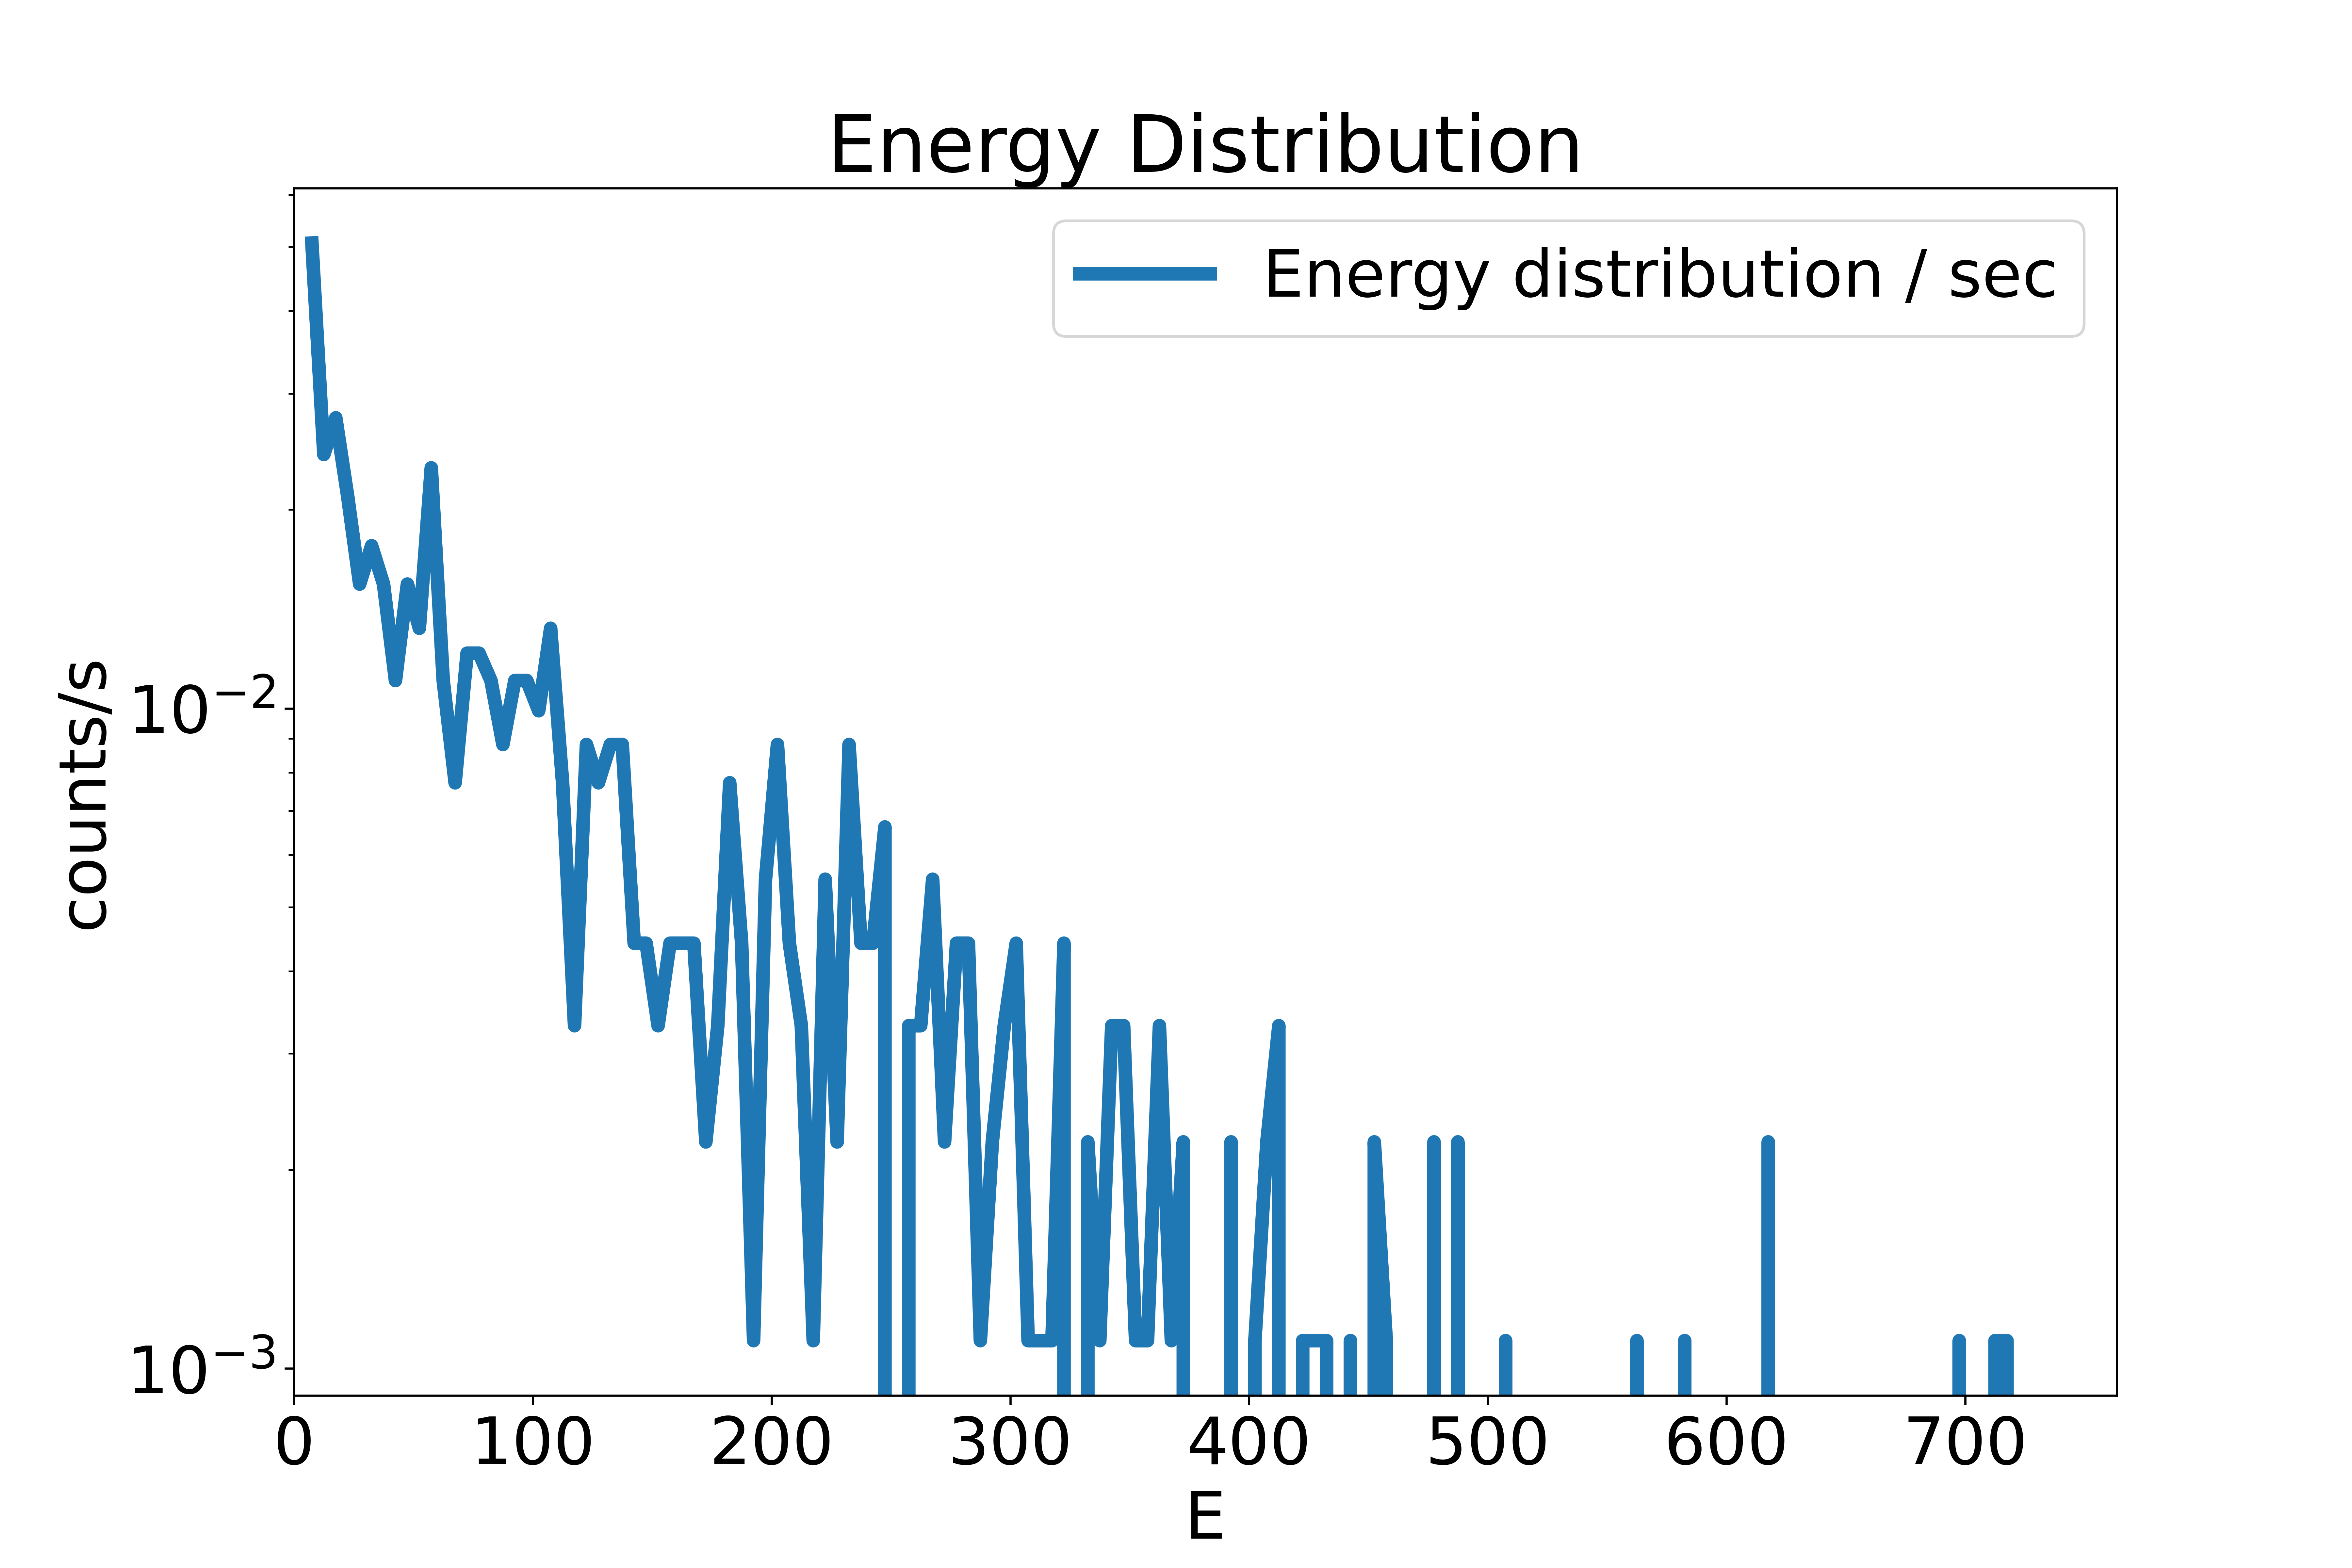 Energy Distribution
Energy distribution / sec
counts/s
10⁻²
10⁻³
0 100 200 300 400 500 600 700
E